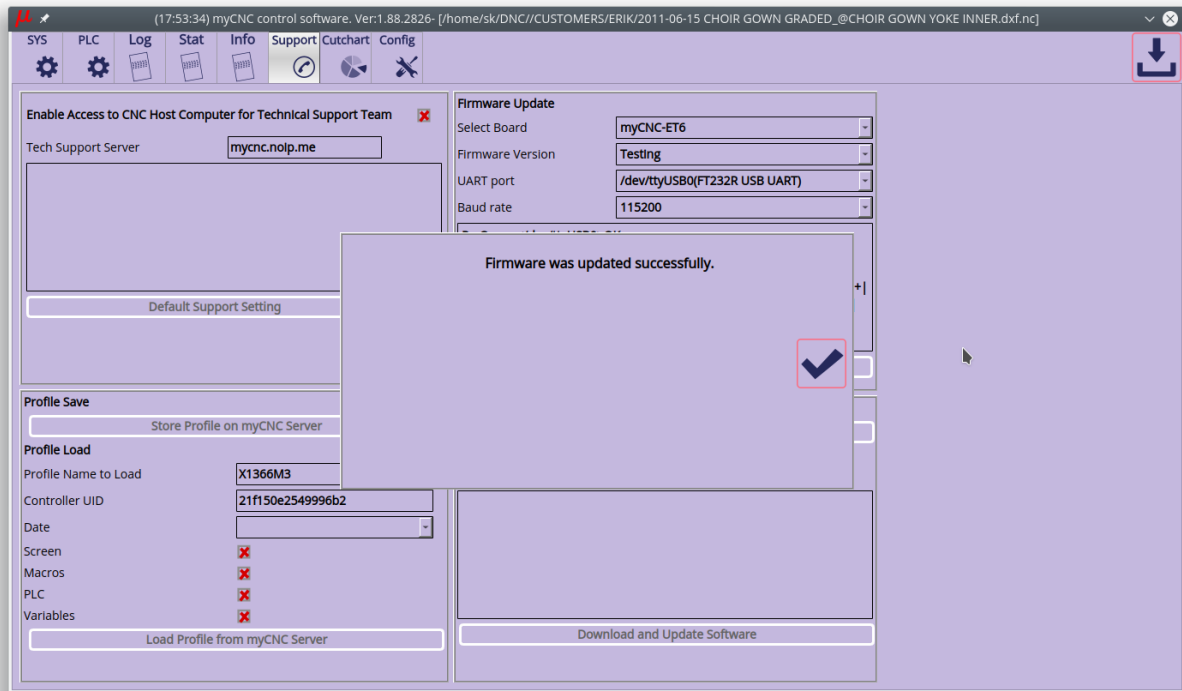 (17:53:34) myCNC control software. Ver:1.88.2826- [/home/sk/DNC//CUSTOMERS/ERIK/2011-06-15 CHOIR GOWN GRADED_@CHOIR GOWN YOKE INNER.dxf.nc]
SYS PLC Log Stat Info Support Cutchart Config
Enable Access to CNC Host Computer for Technical Support Team
Tech Support Server mycnc.noip.me
Default Support Setting
Firmware Update
Select Board myCNC-ET6
Firmware Version Testing
UART port /dev/ttyUSB0(FT232R USB UART)
Baud rate 115200
+|
Firmware was updated successfully.
Profile Save
Store Profile on myCNC Server
Profile Load
Profile Name to Load X1366M3
Controller UID 21f150e2549996b2
Date
Screen
Macros
PLC
Variables
Load Profile from myCNC Server
Download and Update Software